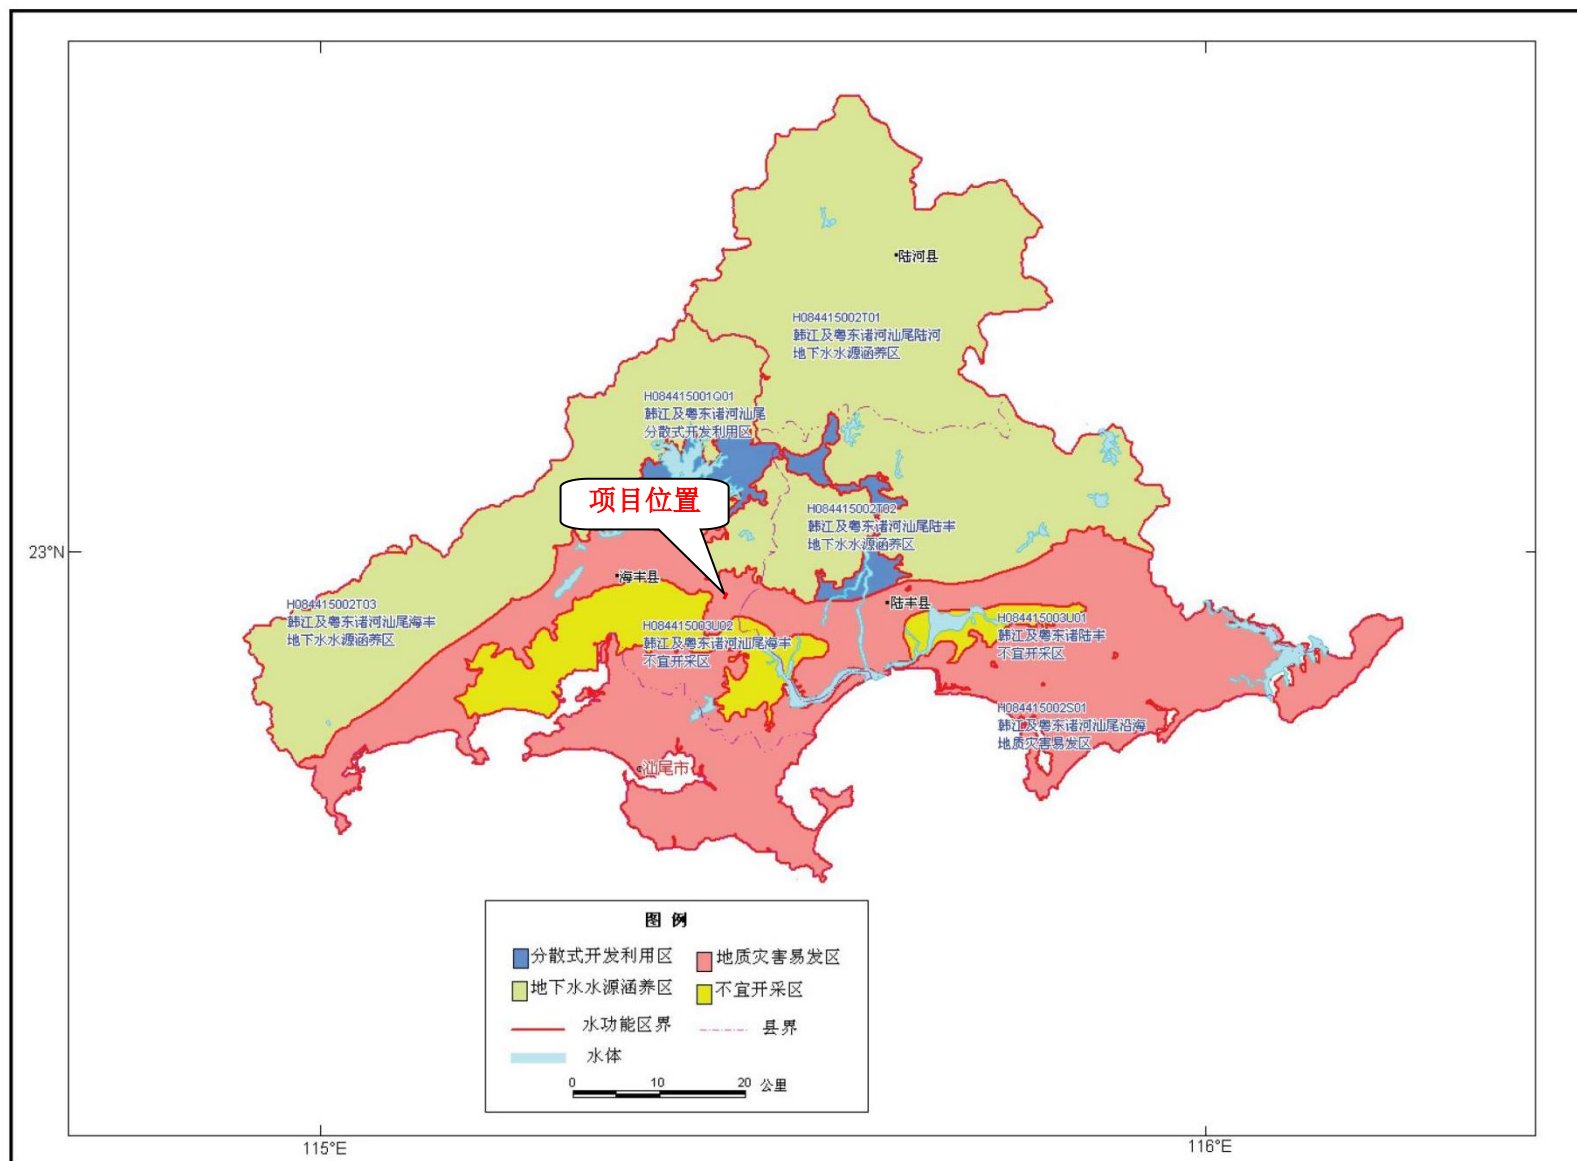 陆河县
H084415002T01
韩江及粤东诸河汕尾陆河
地下水水源涵养区
H084415001Q01
韩江及粤东诸河汕尾
分散式开发利用区
项目位置
H084415002T02
韩江及粤东诸河汕尾陆丰
地下水水源涵养区
23°N
海丰县
陆丰县
H084415002T03
韩江及粤东诸河汕尾海丰
地下水水源涵养区
H084415003U02
韩江及粤东诸河汕尾海丰
不宜开采区
H084415003U01
韩江及粤东诸陆丰
不宜开采区
H084415002S01
韩江及粤东诸河汕尾沿海
地质灾害易发区
汕尾市
图 例
分散式开发利用区 地质灾害易发区
地下水水源涵养区 不宜开采区
水功能区界 县界
水体
0 10 20 公里
115°E 116°E